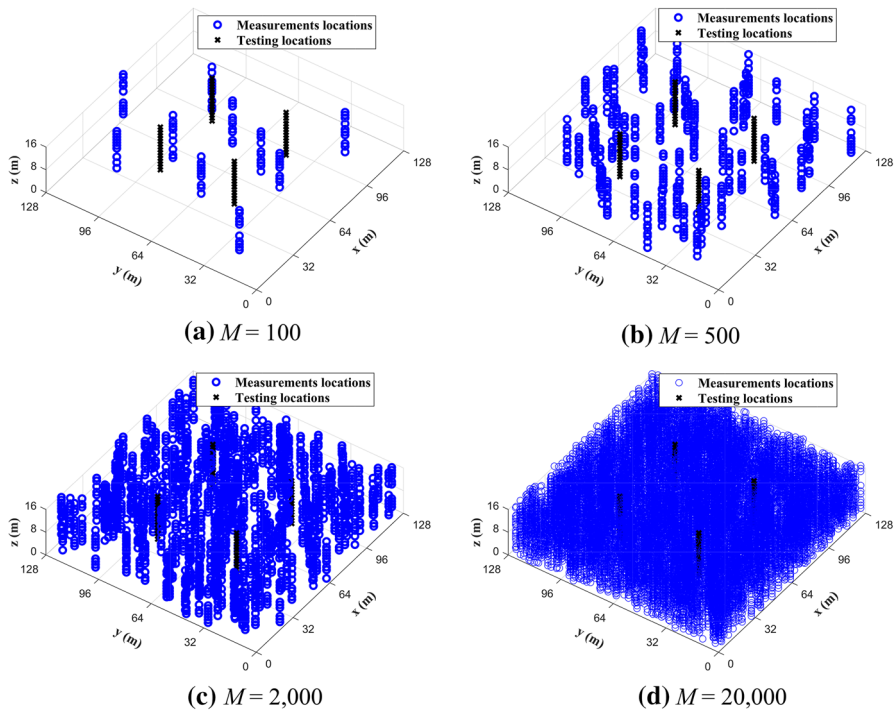 Measurements locations
Testing locations
z (m)
16
8
0
128
96
64
32
0
y (m)
0
32
64
96
128
x (m)
(a) M = 100
Measurements locations
Testing locations
z (m)
16
8
0
128
96
64
32
0
y (m)
0
32
64
96
128
x (m)
(b) M = 500
Measurements locations
Testing locations
z (m)
16
8
0
128
96
64
32
0
y (m)
0
32
64
96
128
x (m)
(c) M = 2,000
Measurements locations
Testing locations
z (m)
16
8
0
128
96
64
32
0
y (m)
0
32
64
96
128
x (m)
(d) M = 20,000